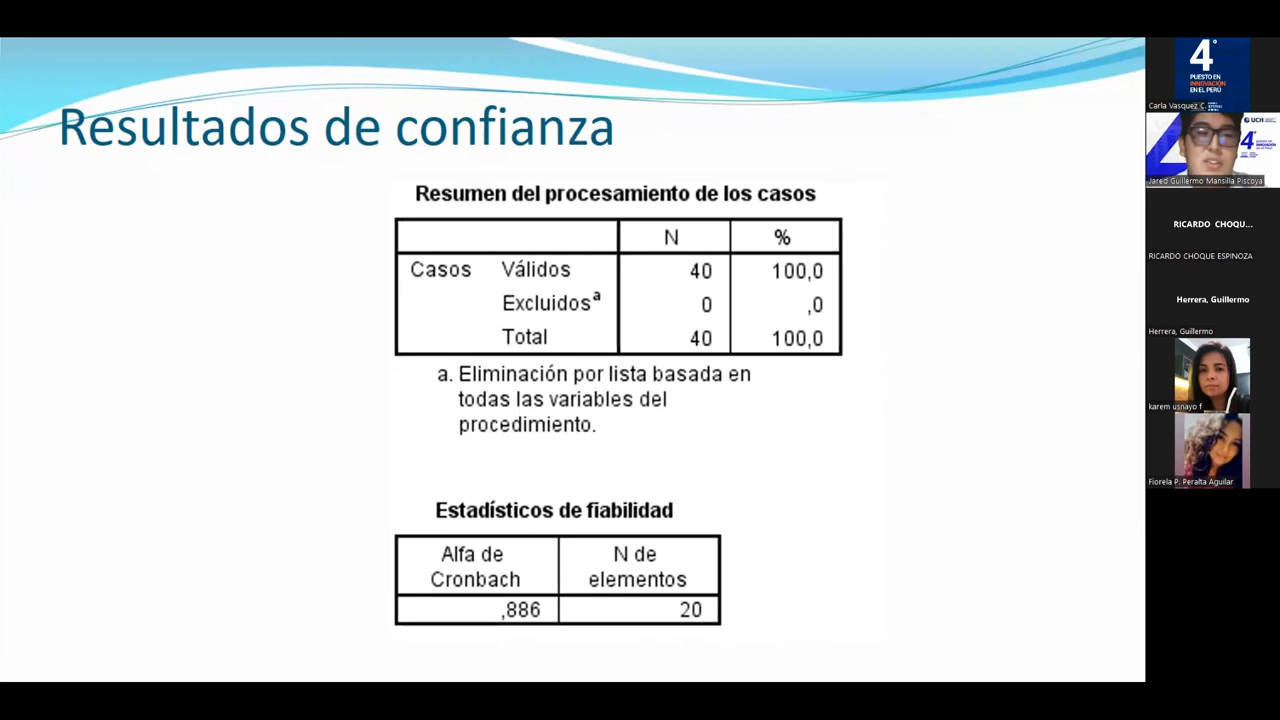 Resultados de confianza
Resumen del procesamiento de los casos
N %
Casos Válidos 40 100,0
Excluidosª 0 ,0
Total 40 100,0
a. Eliminación por lista basada en
todas las variables del
procedimiento.
Estadísticos de fiabilidad
Alfa de N de
Cronbach elementos
,886 20
4°
PUESTO EN
INNOVACIÓN
EN EL PERÚ
Carla Vasquez C.
UCH
4°
Jared Guillermo Mansilla Piscoya
RICARDO CHOQU...
RICARDO CHOQUE ESPINOZA
Herrera, Guillermo
Herrera, Guillermo
karem usnayo f
Fiorela P. Peralta Aguilar